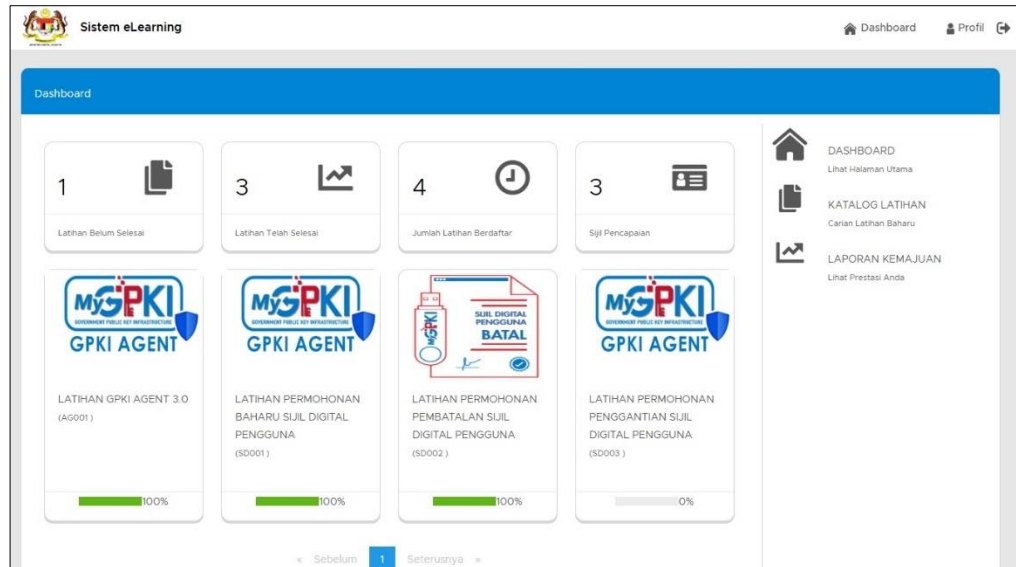 Sistem eLearning
Dashboard
Profil
Dashboard
1
Latihan Belum Selesai
3
Latihan Telah Selesai
4
Jumlah Latihan Berdaftar
3
Sijil Pencapaian
DASHBOARD
Lihat Halaman Utama
KATALOG LATIHAN
Carian Latihan Baharu
LAPORAN KEMAJUAN
Lihat Prestasi Anda
MyGPKI
GOVERNMENT PUBLIC KEY INFRASTRUCTURE
GPKI AGENT
LATIHAN GPKI AGENT 3.0
(AG001 )
100%
MyGPKI
GOVERNMENT PUBLIC KEY INFRASTRUCTURE
GPKI AGENT
LATIHAN PERMOHONAN
BAHARU SIJIL DIGITAL
PENGGUNA
(SD001 )
100%
MyGPKI
SIJIL DIGITAL
PENGGUNA
BATAL
LATIHAN PERMOHONAN
PEMBATALAN SIJIL
DIGITAL PENGGUNA
(SD002 )
100%
MyGPKI
GOVERNMENT PUBLIC KEY INFRASTRUCTURE
GPKI AGENT
LATIHAN PERMOHONAN
PENGGANTIAN SIJIL
DIGITAL PENGGUNA
(SD003 )
0%
« Sebelum 1 Seterusnya »